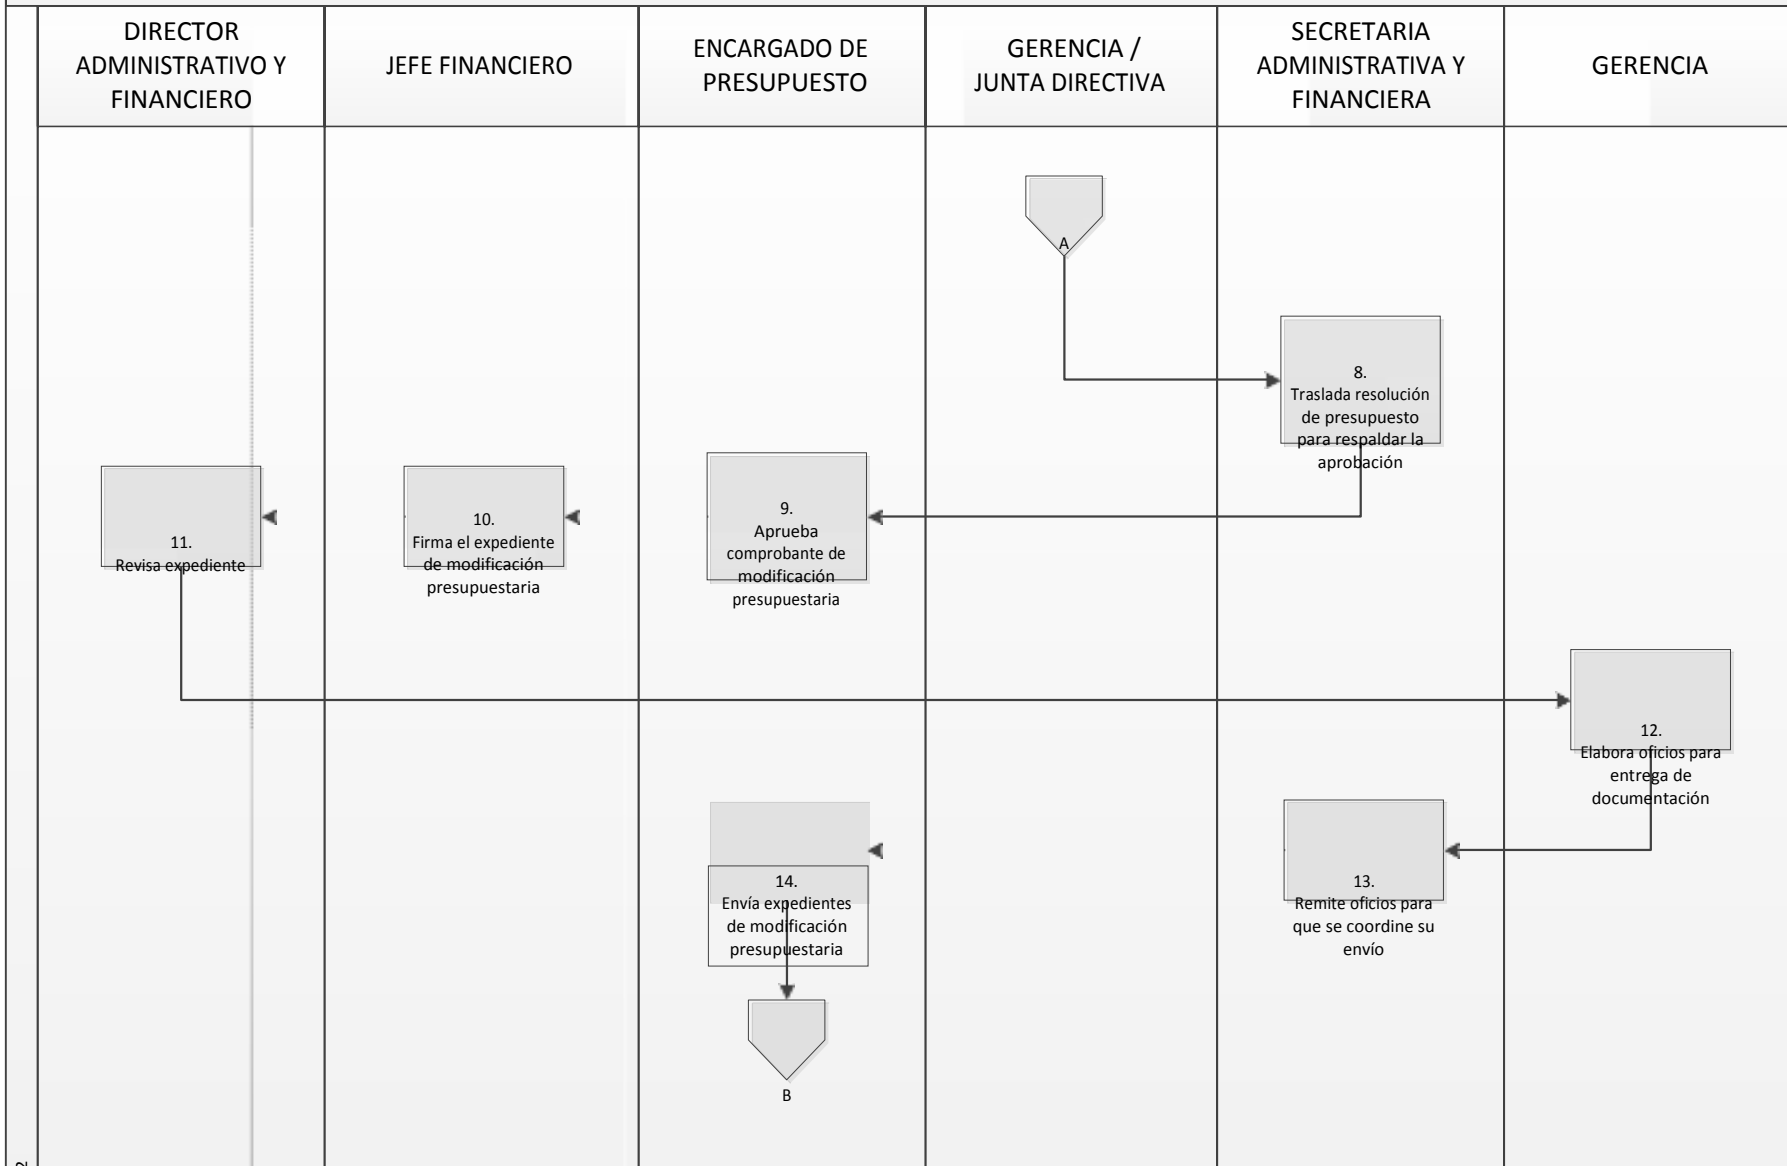 DIRECTOR
ADMINISTRATIVO Y
FINANCIERO
JEFE FINANCIERO
ENCARGADO DE
PRESUPUESTO
GERENCIA /
JUNTA DIRECTIVA
SECRETARIA
ADMINISTRATIVA Y
FINANCIERA
GERENCIA
A
8.
Traslada resolución
de presupuesto
para respaldar la
aprobación
9.
Aprueba
comprobante de
modificación
presupuestaria
10.
Firma el expediente
de modificación
presupuestaria
11.
Revisa expediente
12.
Elabora oficios para
entrega de
documentación
13.
Remite oficios para
que se coordine su
envío
14.
Envía expedientes
de modificación
presupuestaria
B